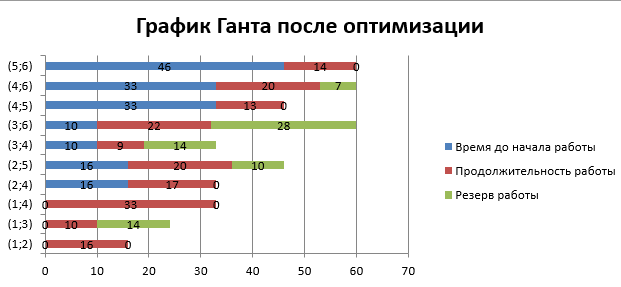 График Ганта после оптимизации
(5;6) 46 14 0
(4;6) 33 20 7
(4;5) 33 13 0
(3;6) 10 22 28
(3;4) 10 9 14
(2;5) 16 20 10
(2;4) 16 17 0
(1;4) 0 33 0
(1;3) 0 10 14
(1;2) 0 16 0
0 10 20 30 40 50 60 70
Время до начала работы
Продолжительность работы
Резерв работы